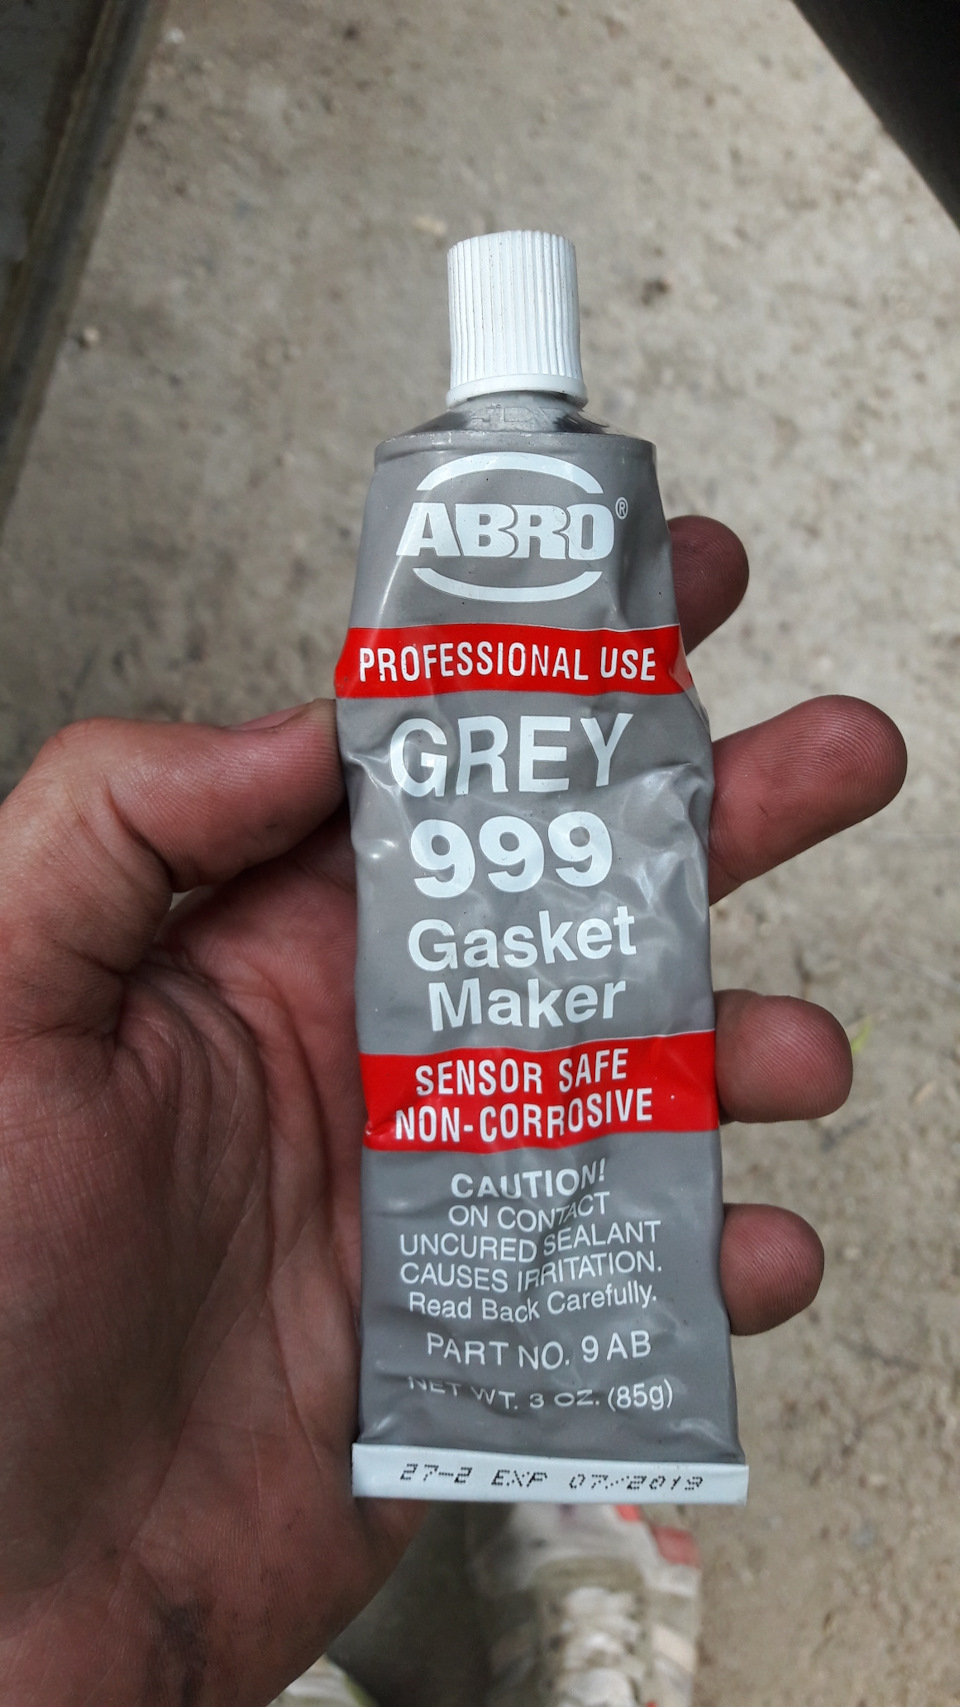 ABRO®
PROFESSIONAL USE
GREY
999
Gasket
Maker
SENSOR SAFE
NON-CORROSIVE
CAUTION!
ON CONTACT
UNCURED SEALANT
CAUSES IRRITATION.
Read Back Carefully.
PART NO. 9 AB
NET WT. 3 OZ. (85g)
27-2 EXP 07/2019